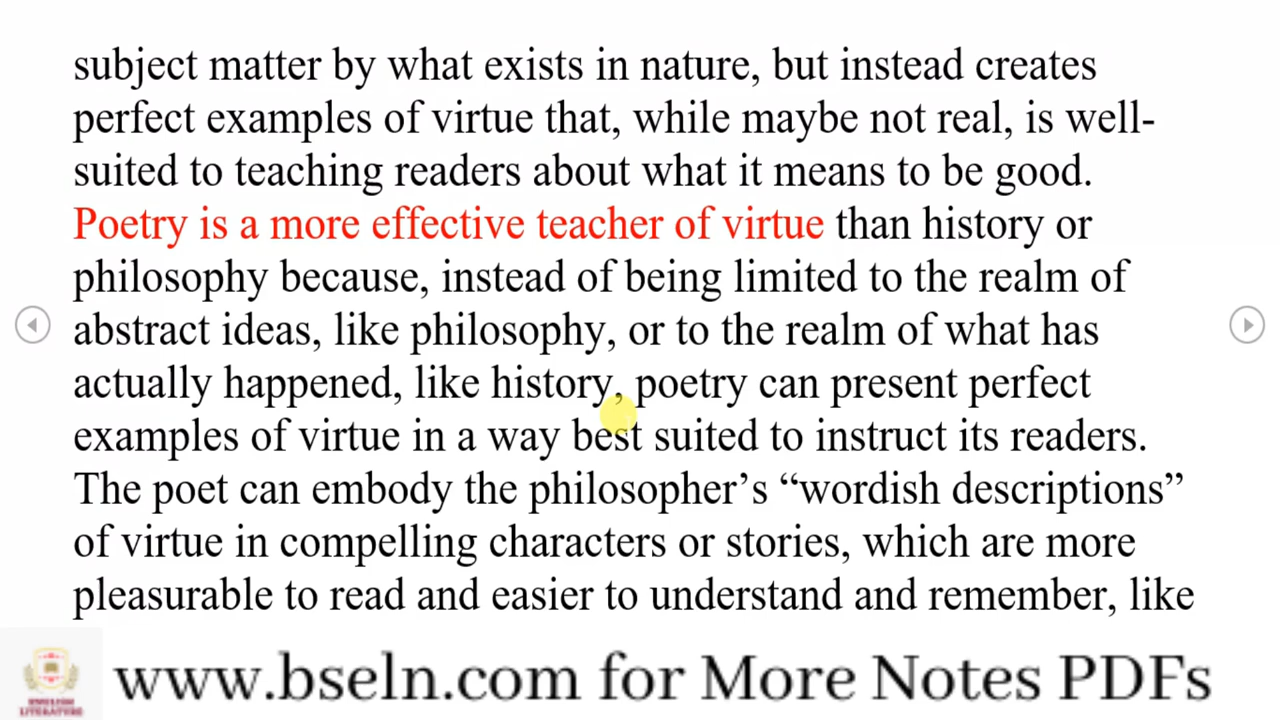 subject matter by what exists in nature, but instead creates
perfect examples of virtue that, while maybe not real, is well-
suited to teaching readers about what it means to be good.
Poetry is a more effective teacher of virtue than history or
philosophy because, instead of being limited to the realm of
abstract ideas, like philosophy, or to the realm of what has
actually happened, like history, poetry can present perfect
examples of virtue in a way best suited to instruct its readers.
The poet can embody the philosopher’s “wordish descriptions”
of virtue in compelling characters or stories, which are more
pleasurable to read and easier to understand and remember, like
www.bseln.com for More Notes PDFs
LITERATURE